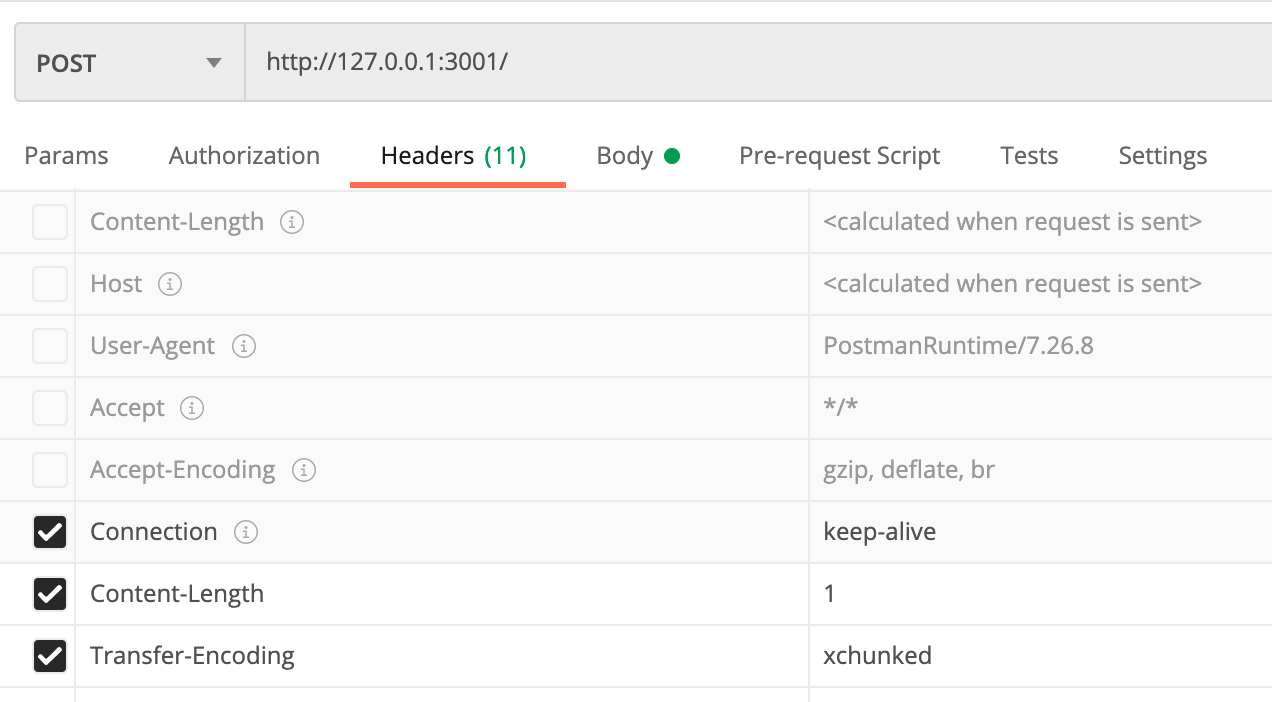 POST http://127.0.0.1:3001/
Params Authorization Headers (11) Body Pre-request Script Tests Settings
Content-Length <calculated when request is sent>
Host <calculated when request is sent>
User-Agent PostmanRuntime/7.26.8
Accept */*
Accept-Encoding gzip, deflate, br
Connection keep-alive
Content-Length 1
Transfer-Encoding xchunked